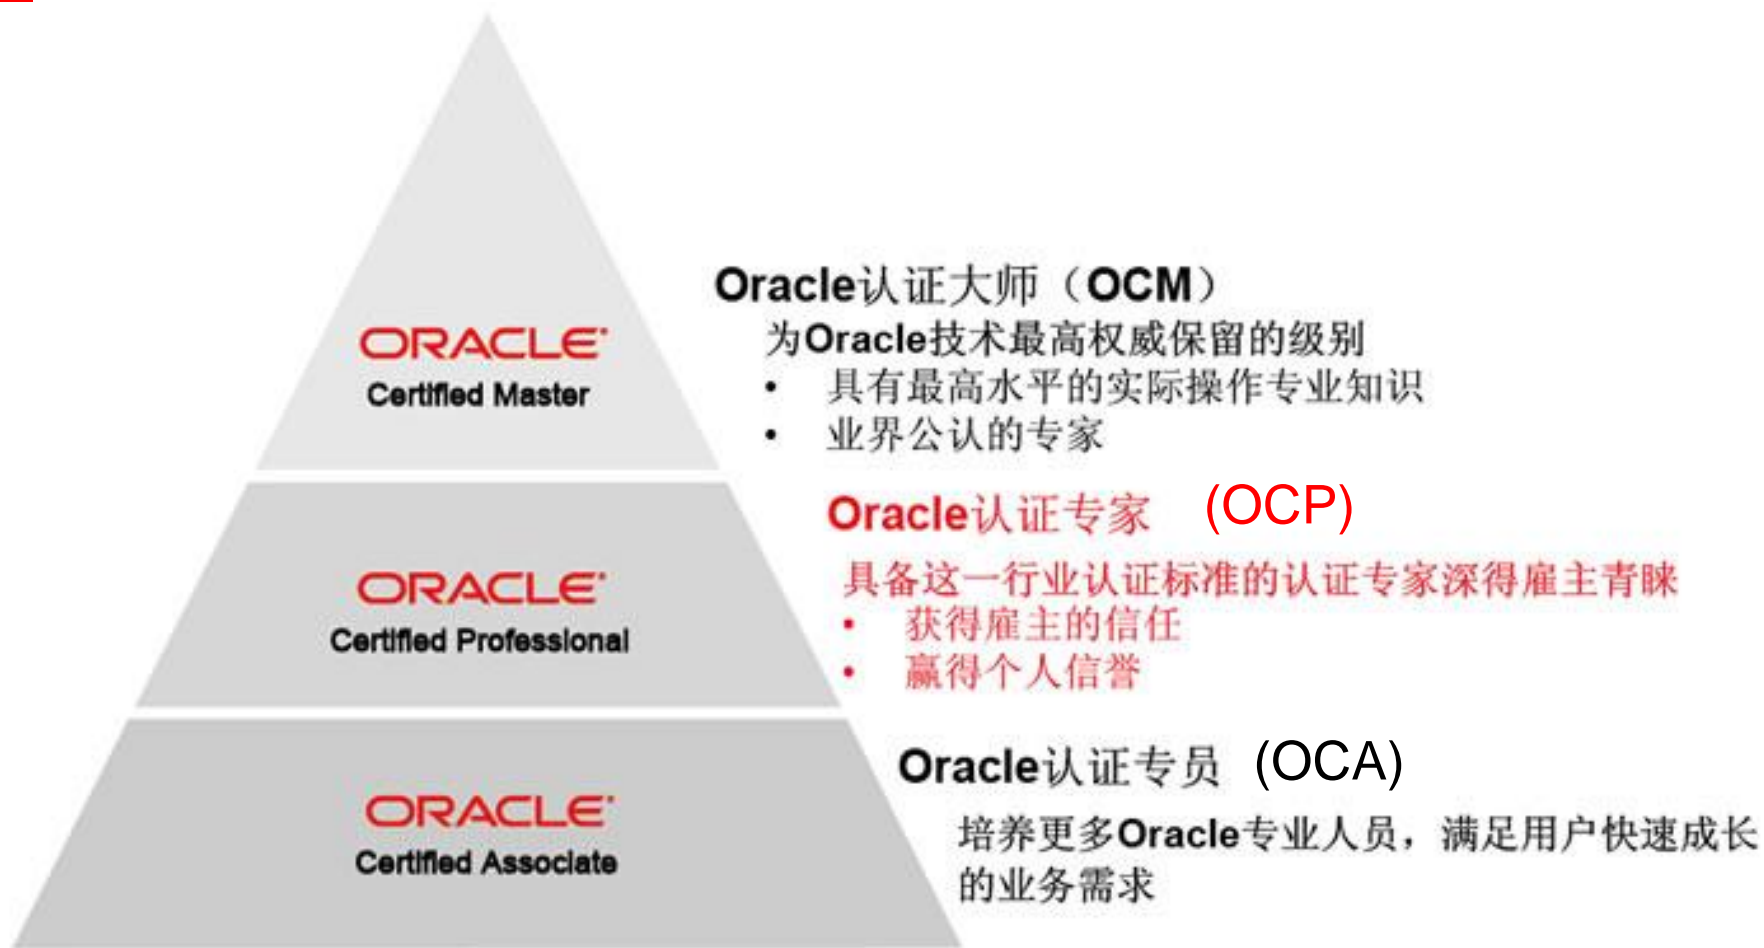 Oracle认证大师（OCM）
为Oracle技术最高权威保留的级别
• 具有最高水平的实际操作专业知识
• 业界公认的专家
ORACLE
Certified Master
Oracle认证专家 (OCP)
具备这一行业认证标准的认证专家深得雇主青睐
• 获得雇主的信任
• 赢得个人信誉
ORACLE
Certified Professional
Oracle认证专员 (OCA)
培养更多Oracle专业人员，满足用户快速成长
的业务需求
ORACLE
Certified Associate